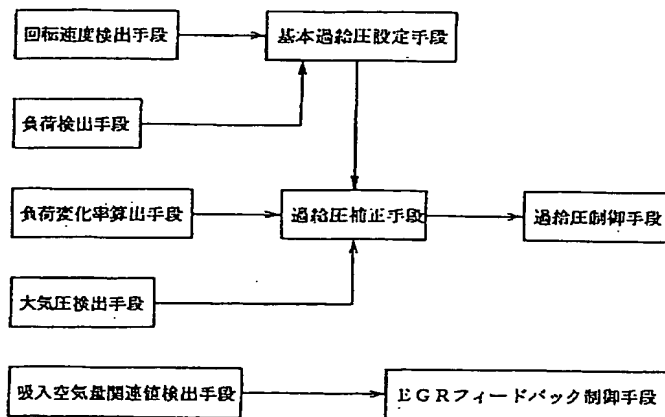 回転速度検出手段
基本過給圧設定手段
負荷検出手段
負荷変化率算出手段
過給圧補正手段
過給圧制御手段
大気圧検出手段
吸入空気量関連値検出手段
EGRフィードバック制御手段